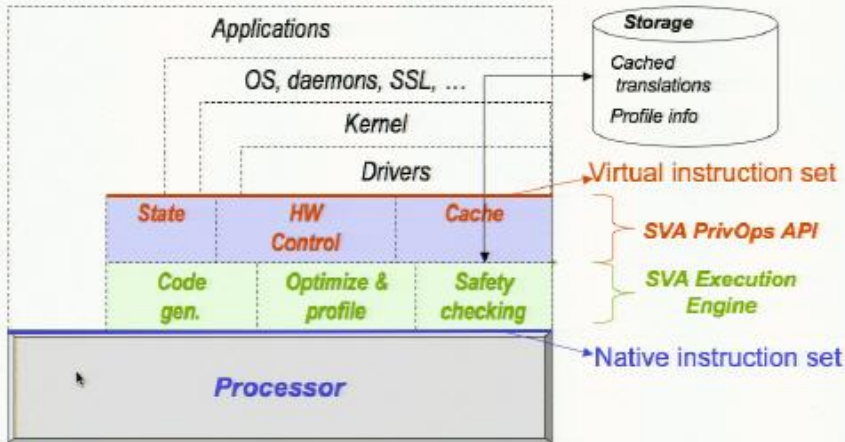 Applications
OS, daemons, SSL, ...
Kernel
Drivers
Storage
Cached
translations
Profile info
Virtual instruction set
State
HW
Control
Cache
SVA PrivOps API
Code
gen.
Optimize &
profile
Safety
checking
SVA Execution
Engine
Native instruction set
Processor